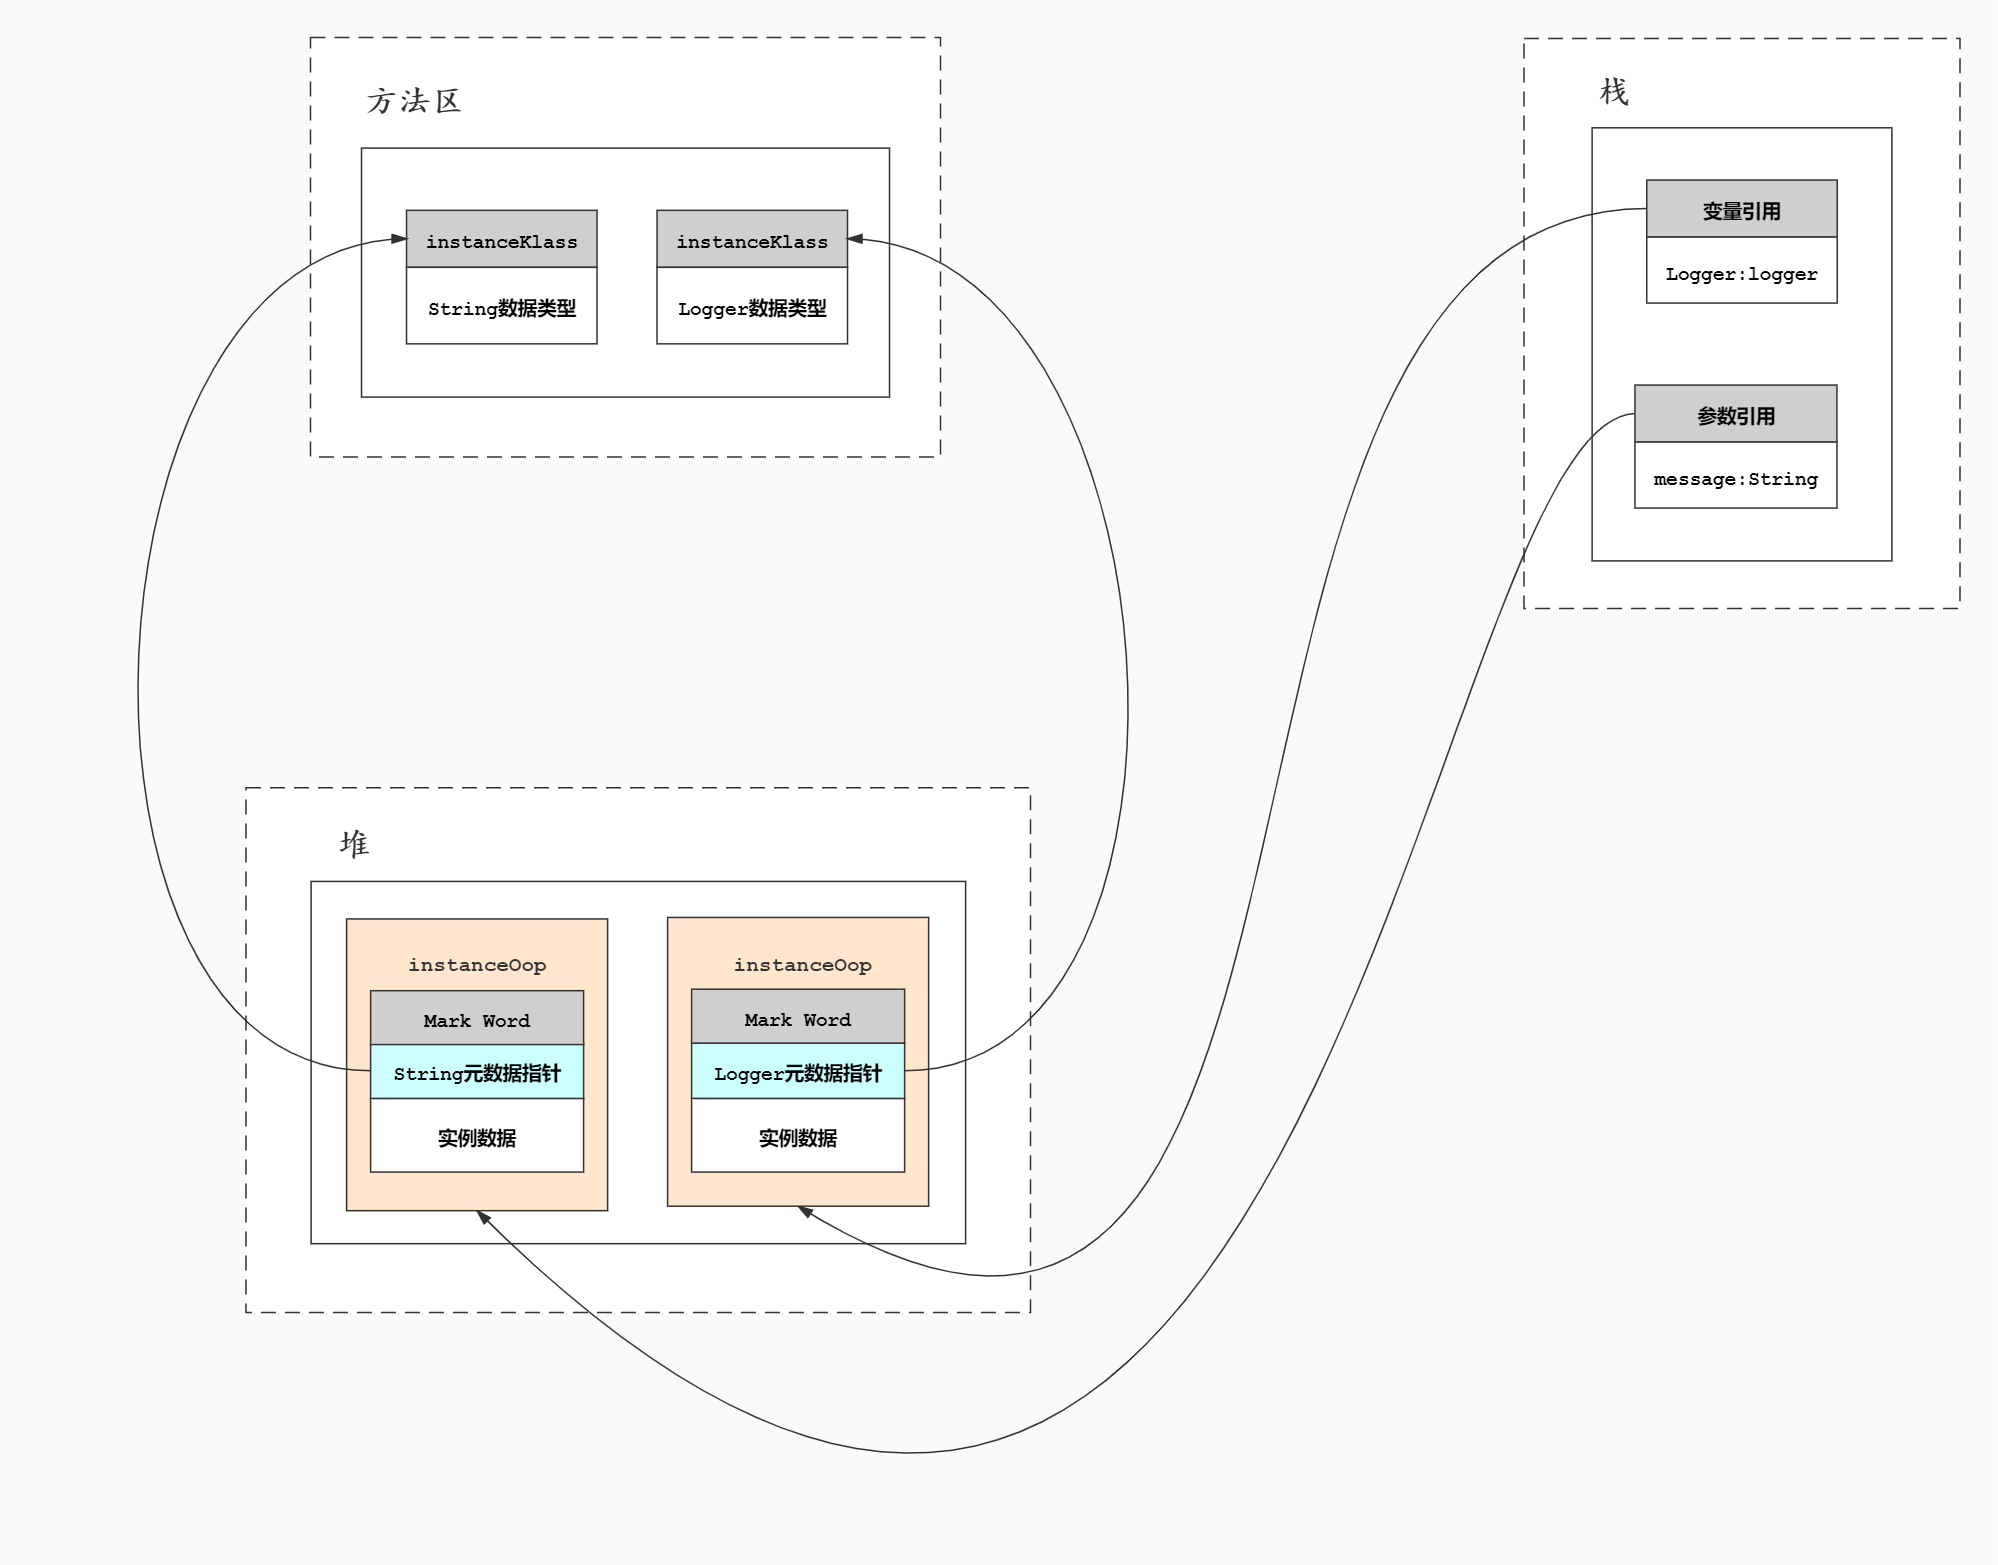 方法区
instanceKlass
String数据类型
instanceKlass
Logger数据类型
栈
变量引用
Logger:logger
参数引用
message:String
堆
instanceOop
Mark Word
String元数据指针
实例数据
instanceOop
Mark Word
Logger元数据指针
实例数据